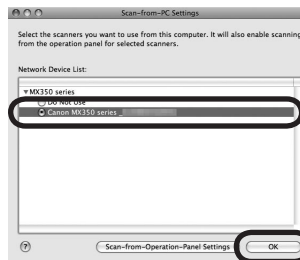 Scan-from-PC Settings
Select the scanners you want to use from this computer. It will also enable scanning
from the operation panel for selected scanners.
Network Device List:
MX350 series
Do Not Use
Canon MX350 series _
?
Scan-from-Operation-Panel Settings
OK